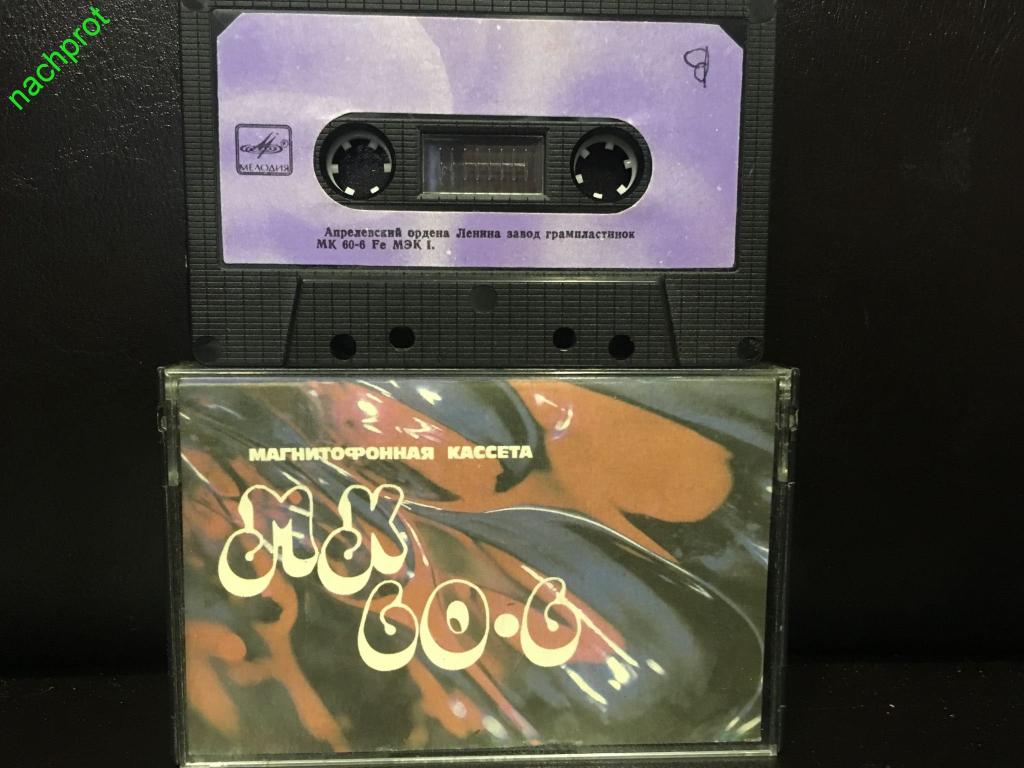 nachprot
В
МЕЛОДИЯ
Апрелевский ордена Ленина завод грампластинок
МК 60-6 Fe МЭК I.
МАГНИТОФОННАЯ КАССЕТА
МК
60-6